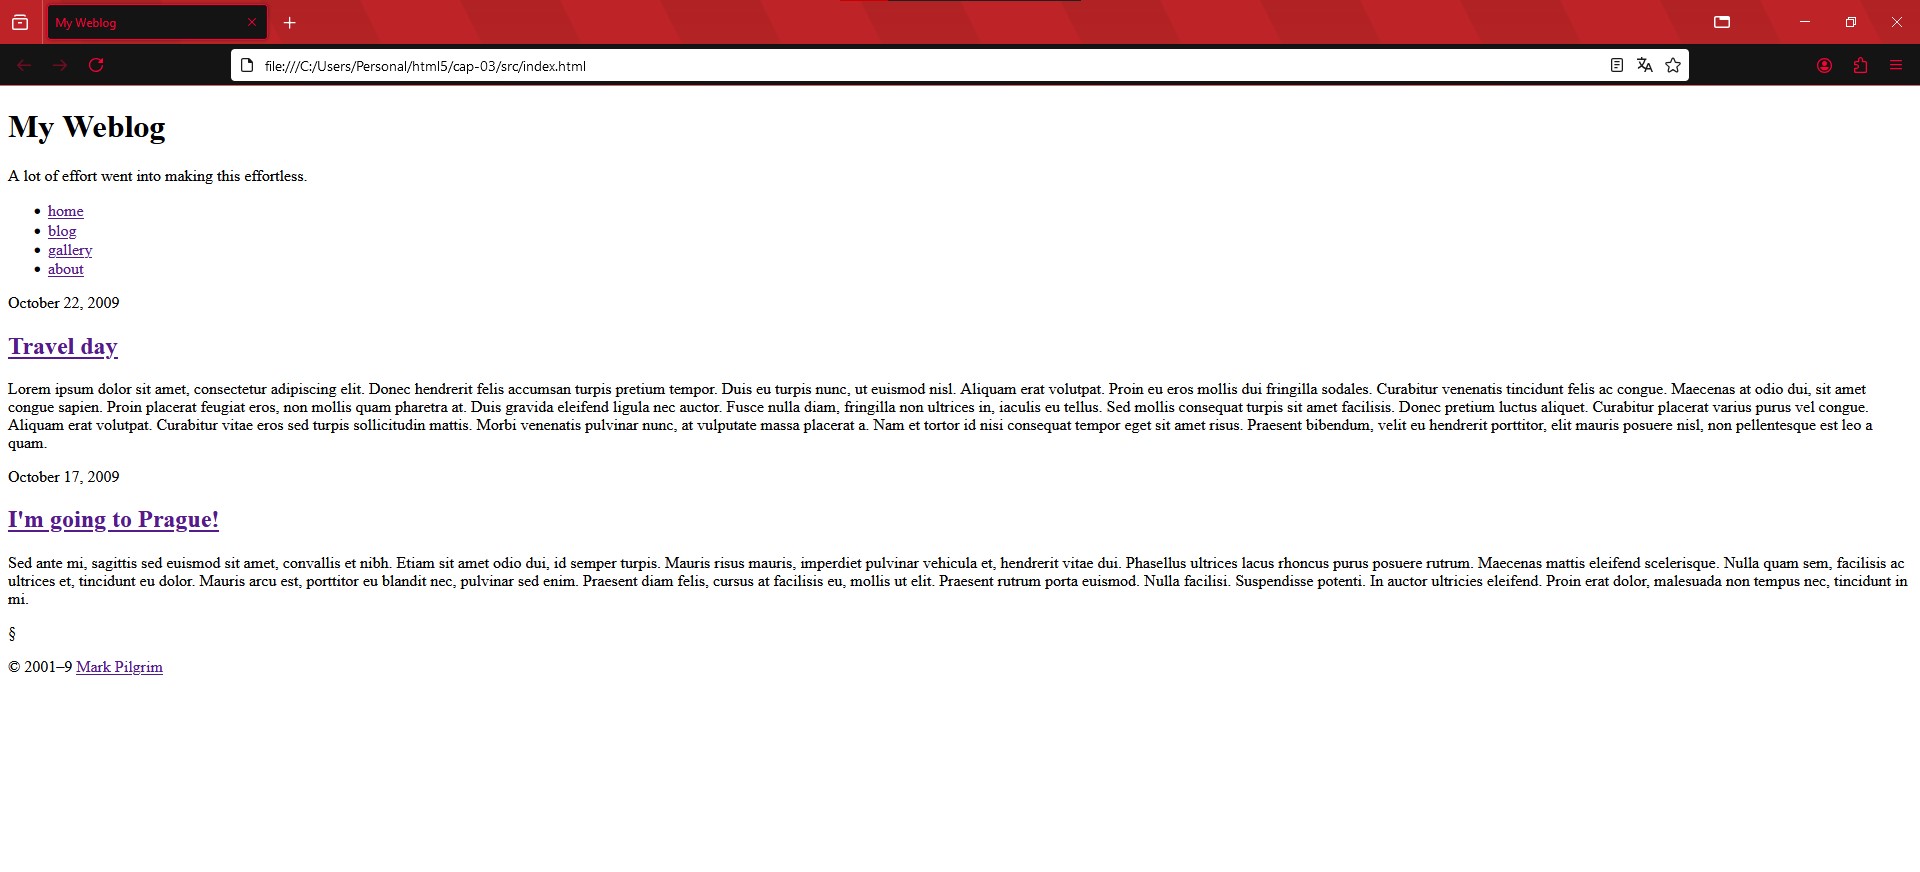 My Weblog
file:///C:/Users/Personal/html5/cap-03/src/index.html
My Weblog
A lot of effort went into making this effortless.
home
blog
gallery
about
October 22, 2009
Travel day
Lorem ipsum dolor sit amet, consectetur adipiscing elit. Donec hendrerit felis accumsan turpis pretium tempor. Duis eu turpis nunc, ut euismod nisl. Aliquam erat volutpat. Proin eu eros mollis dui fringilla sodales. Curabitur venenatis tincidunt felis ac congue. Maecenas at odio dui, sit amet
congue sapien. Proin placerat feugiat eros, non mollis quam pharetra at. Duis gravida eleifend ligula nec auctor. Fusce nulla diam, fringilla non ultrices in, iaculis eu tellus. Sed mollis consequat turpis sit amet facilisis. Donec pretium luctus aliquet. Curabitur placerat varius purus vel congue.
Aliquam erat volutpat. Curabitur vitae eros sed turpis sollicitudin mattis. Morbi venenatis pulvinar nunc, at vulputate massa placerat a. Nam et tortor id nisi consequat tempor eget sit amet risus. Praesent bibendum, velit eu hendrerit porttitor, elit mauris posuere nisl, non pellentesque est leo a
quam.
October 17, 2009
I'm going to Prague!
Sed ante mi, sagittis sed euismod sit amet, convallis et nibh. Etiam sit amet odio dui, id semper turpis. Mauris risus mauris, imperdiet pulvinar vehicula et, hendrerit vitae dui. Phasellus ultrices lacus rhoncus purus posuere rutrum. Maecenas mattis eleifend scelerisque. Nulla quam sem, facilisis ac
ultrices et, tincidunt eu dolor. Mauris arcu est, porttitor eu blandit nec, pulvinar sed enim. Praesent diam felis, cursus at facilisis eu, mollis ut elit. Praesent rutrum porta euismod. Nulla facilisi. Suspendisse potenti. In auctor ultricies eleifend. Proin erat dolor, malesuada non tempus nec, tincidunt in
mi.
§
© 2001–9 Mark Pilgrim